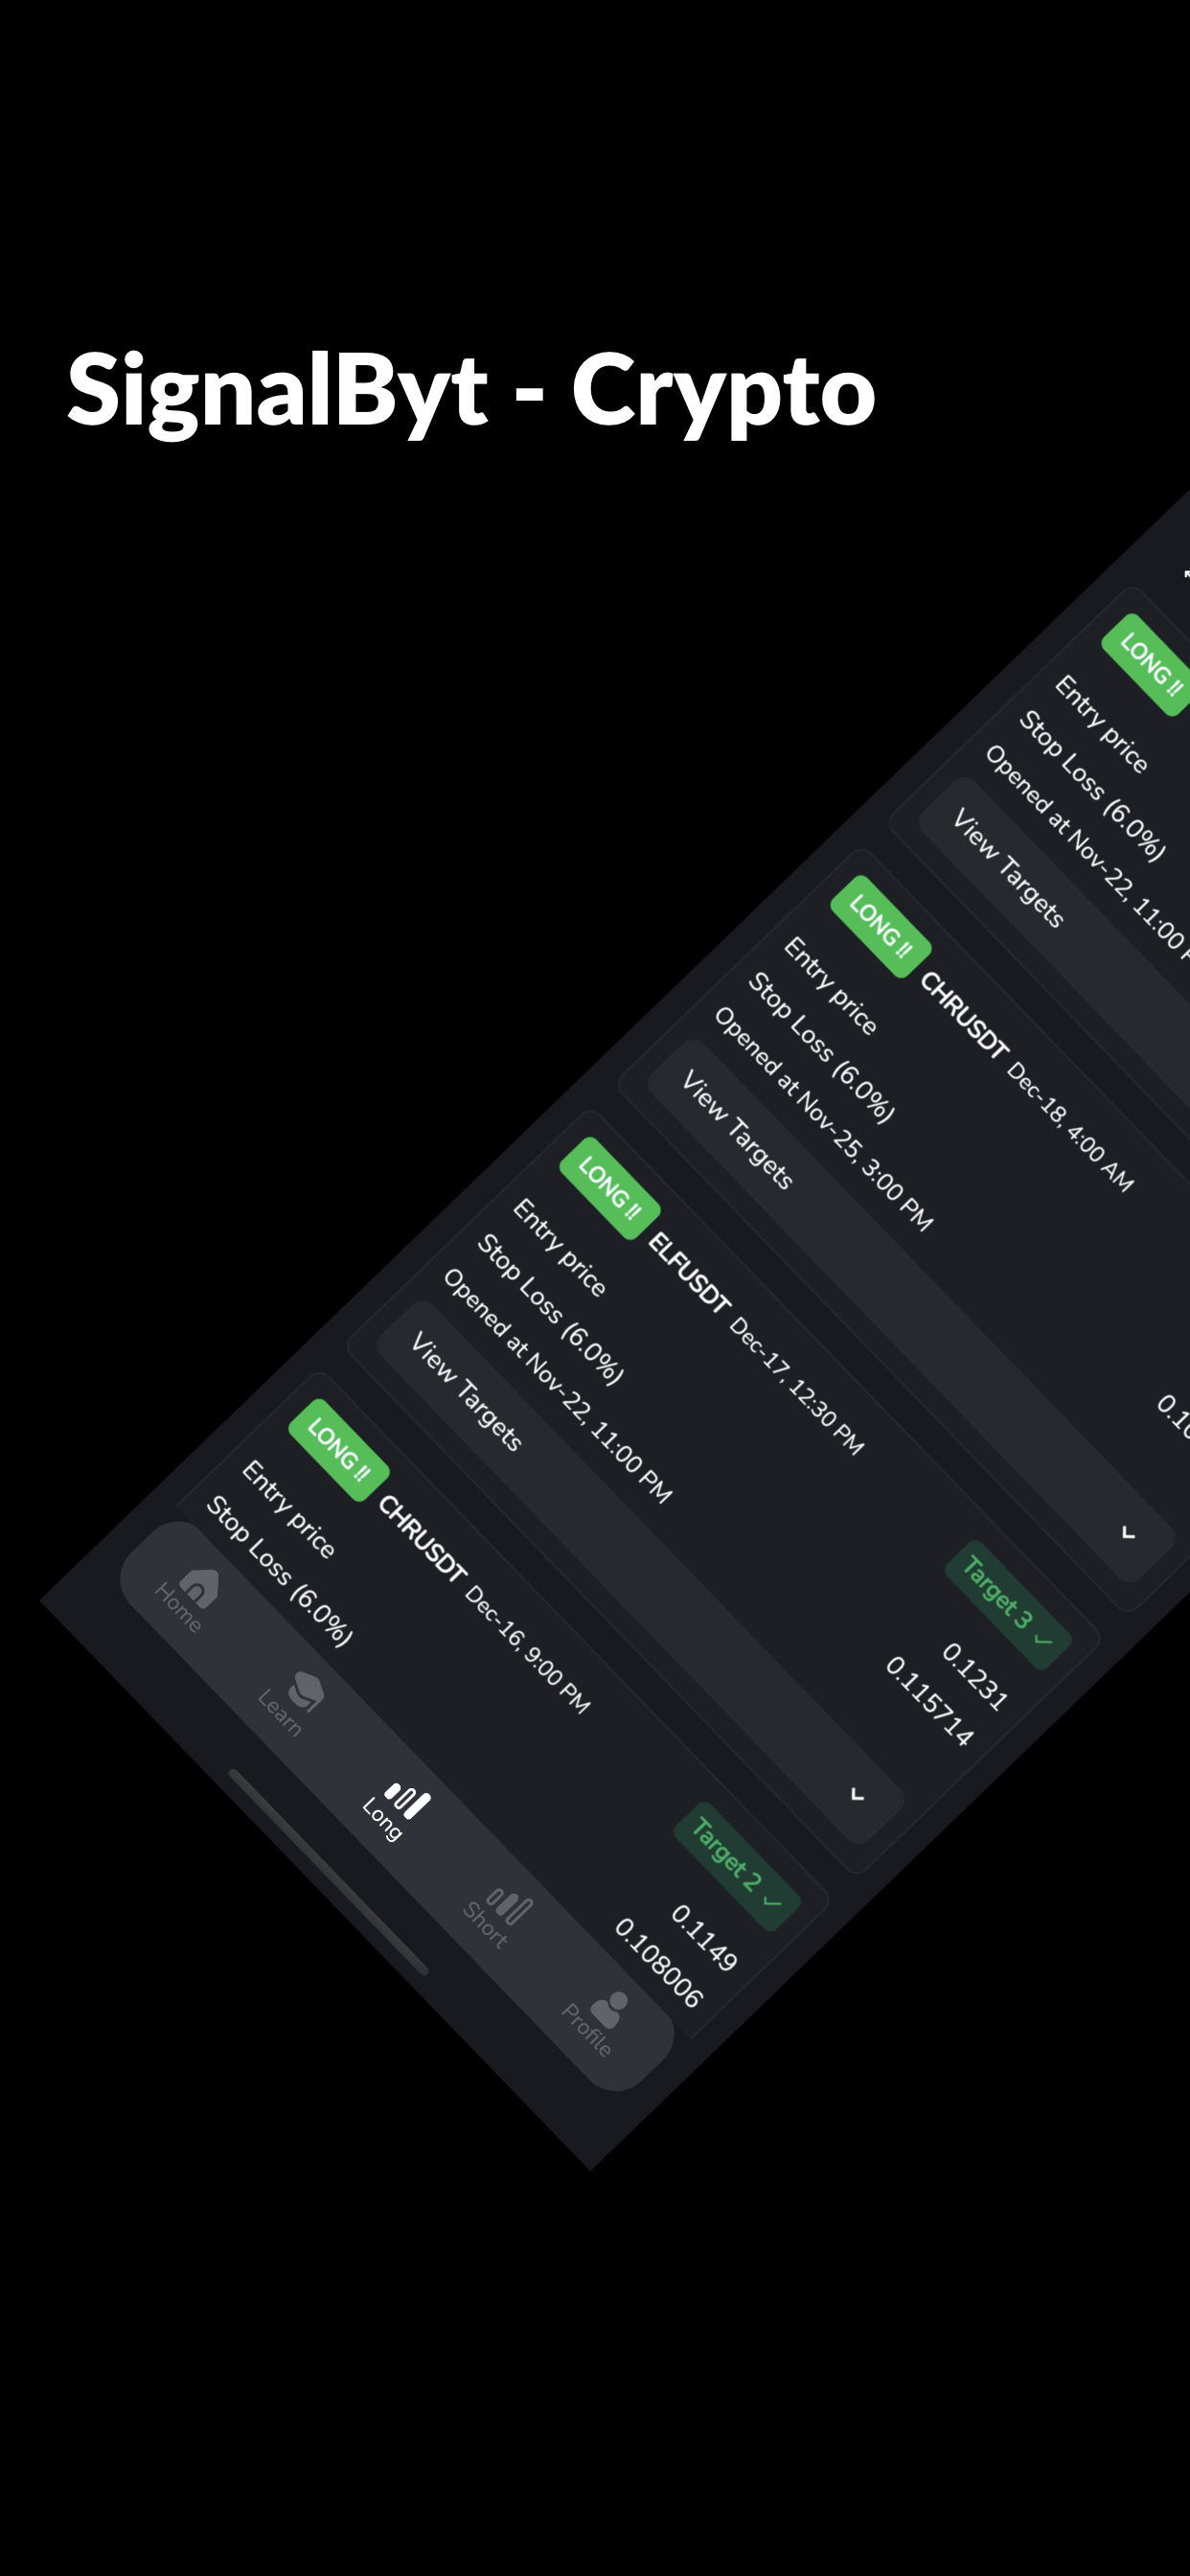 SignalByt - Crypto
LONG !!
Entry price
Stop Loss (6.0%)
Opened at Nov-22, 11:00
View Targets
LONG !! CHRUSDT Dec-18, 4:00 AM
Entry price
Stop Loss (6.0%)
Opened at Nov-25, 3:00 PM
View Targets
LONG !! ELFUSDT Dec-17, 12:30 PM Target 3
Entry price 0.1231
Stop Loss (6.0%) 0.115714
Opened at Nov-22, 11:00 PM
View Targets
LONG !! CHRUSDT Dec-16, 9:00 PM Target 2
Entry price 0.1149
Stop Loss (6.0%) 0.108006
Home Learn Long Short Profile